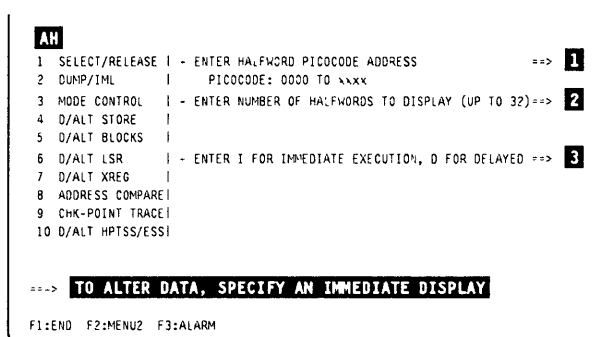 AH
1 SELECT/RELEASE | - ENTER HALFWORD PICOCODE ADDRESS ==> 1
2 DUMP/IML | PICOCODE: 0000 TO xxxx
3 MODE CONTROL | - ENTER NUMBER OF HALFWORDS TO DISPLAY (UP TO 32)==> 2
4 D/ALT STORE |
5 D/ALT BLOCKS |
6 D/ALT LSR | - ENTER I FOR IMMEDIATE EXECUTION, D FOR DELAYED ==> 3
7 D/ALT XREG |
8 ADDRESS COMPARE|
9 CHK-POINT TRACE|
10 D/ALT HPTSS/ESS|
===> TO ALTER DATA, SPECIFY AN IMMEDIATE DISPLAY
F1:END F2:MENU2 F3:ALARM